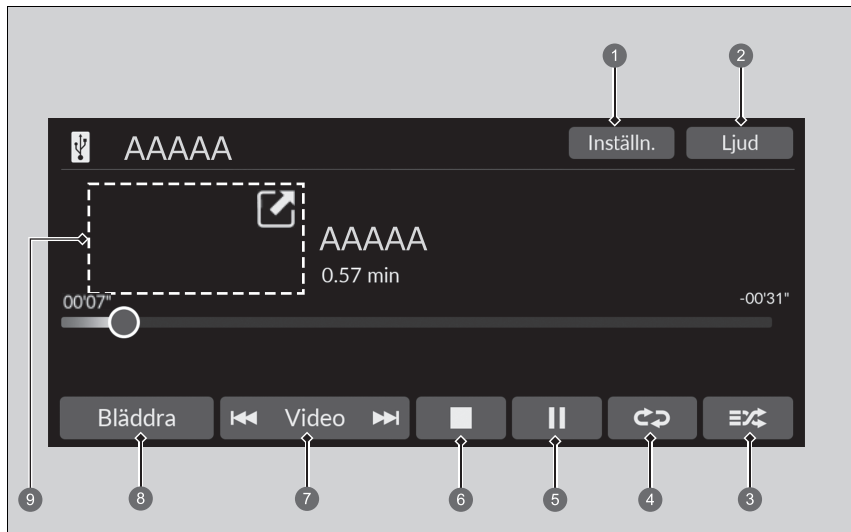 1 2
AAAAA Inställn. Ljud
AAAAA
0.57 min
00'07" -00'31"
Bläddra Video
9 8 7 6 5 4 3